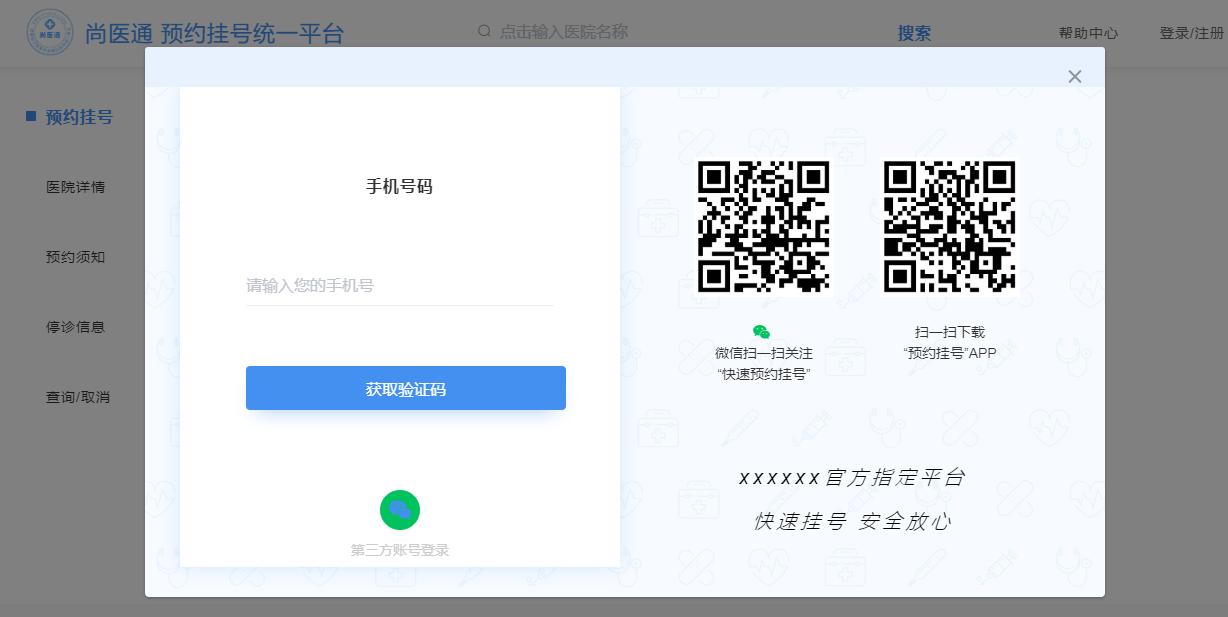 尚医通
尚医通 预约挂号统一平台
点击输入医院名称
搜索
帮助中心
登录/注册
预约挂号
医院详情
预约须知
停诊信息
查询/取消
手机号码
请输入您的手机号
获取验证码
第三方账号登录
微信扫一扫关注
“快速预约挂号”
扫一扫下载
“预约挂号”APP
xxxxxx官方指定平台
快速挂号 安全放心